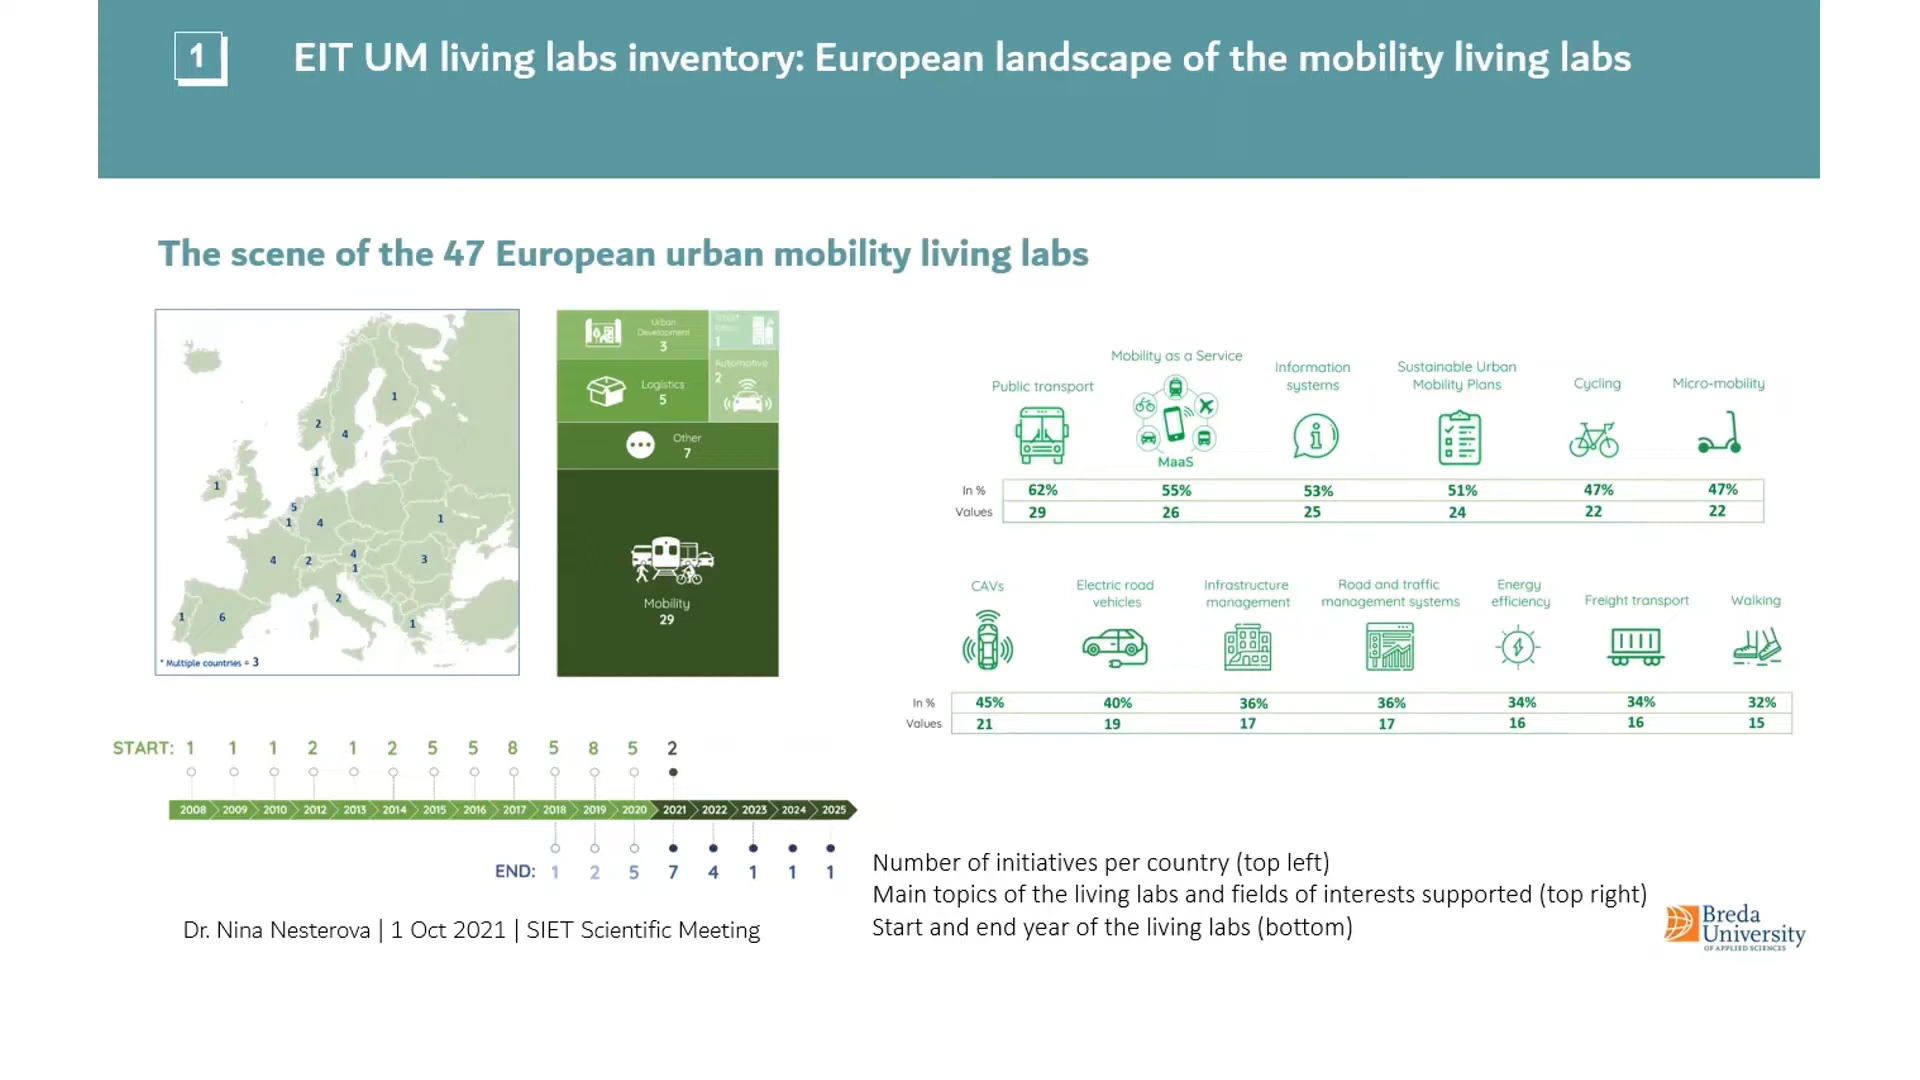 1
EIT UM living labs inventory: European landscape of the mobility living labs
The scene of the 47 European urban mobility living labs
1
2
4
1
1
5
1
4
1
4
2
4
1
3
2
1
6
1
* Multiple countries = 3
Urban
Development
3
1
Automotive
2
Logistics
5
Other
7
Mobility
29
Public transport
Mobility as a Service
MaaS
Information
systems
Sustainable Urban
Mobility Plans
Cycling
Micro-mobility
In % 62% 55% 53% 51% 47% 47%
Values 29 26 25 24 22 22
CAVs
Electric road
vehicles
Infrastructure
management
Road and traffic
management systems
Energy
efficiency
Freight transport
Walking
In % 45% 40% 36% 36% 34% 34% 32%
Values 21 19 17 17 16 16 15
START: 1 1 1 2 1 2 5 5 8 5 8 5 2
2008 2009 2010 2012 2013 2014 2015 2016 2017 2018 2019 2020 2021 2022 2023 2024 2025
END: 1 2 5 7 4 1 1 1
Number of initiatives per country (top left)
Main topics of the living labs and fields of interests supported (top right)
Start and end year of the living labs (bottom)
Dr. Nina Nesterova | 1 Oct 2021 | SIET Scientific Meeting
Breda
University
OF APPLIED SCIENCES